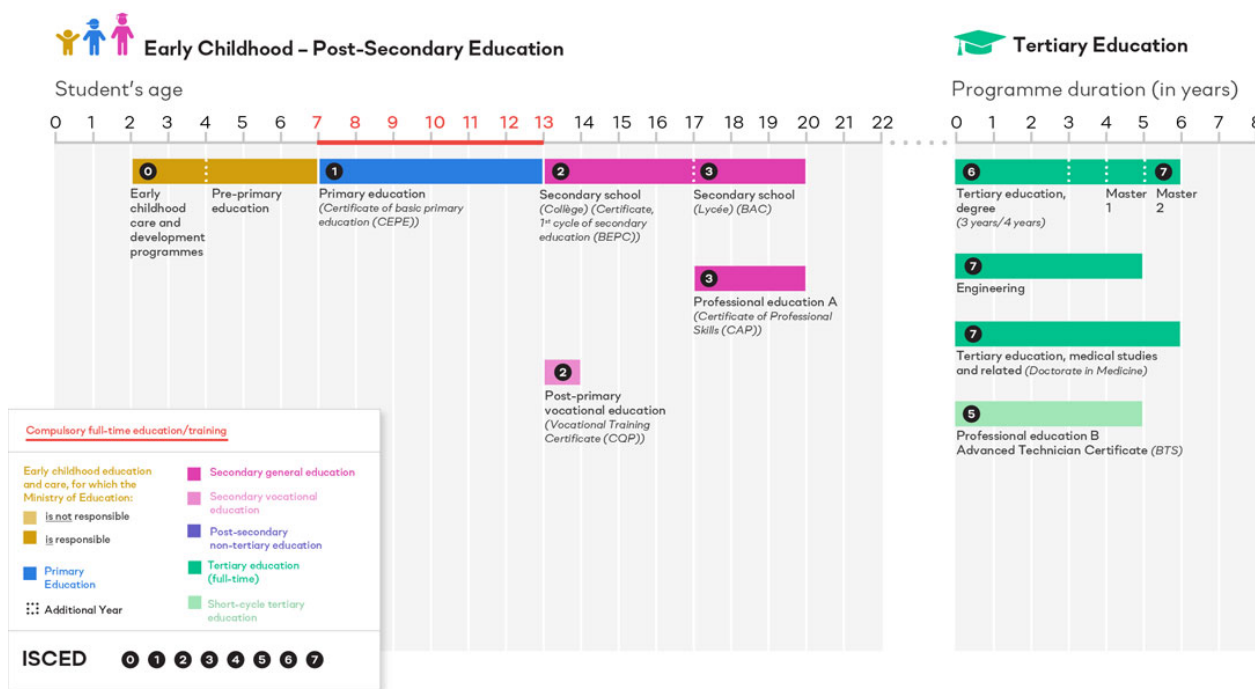 Early Childhood – Post-Secondary Education
Student's age
0 1 2 3 4 5 6 7 8 9 10 11 12 13 14 15 16 17 18 19 20 21 22
0
Early
childhood
care and
development
programmes
Pre-primary
education
1
Primary education
(Certificate of basic primary
education (CEPE))
2
Secondary school
(Collège) (Certificate,
1st cycle of secondary
education (BEPC))
3
Secondary school
(Lycée) (BAC)
3
Professional education A
(Certificate of Professional
Skills (CAP))
2
Post-primary
vocational education
(Vocational Training
Certificate (CQP))
Tertiary Education
Programme duration (in years)
0 1 2 3 4 5 6 7 8
6
Tertiary education,
degree
(3 years/4 years)
Master
1
7
Master
2
7
Engineering
7
Tertiary education, medical studies
and related (Doctorate in Medicine)
5
Professional education B
Advanced Technician Certificate (BTS)
Compulsory full-time education/training
Early childhood education
and care, for which the
Ministry of Education:
is not responsible
is responsible
Primary
Education
Additional Year
Secondary general education
Secondary vocational
education
Post-secondary
non-tertiary education
Tertiary education
(full-time)
Short-cycle tertiary
education
ISCED 0 1 2 3 4 5 6 7